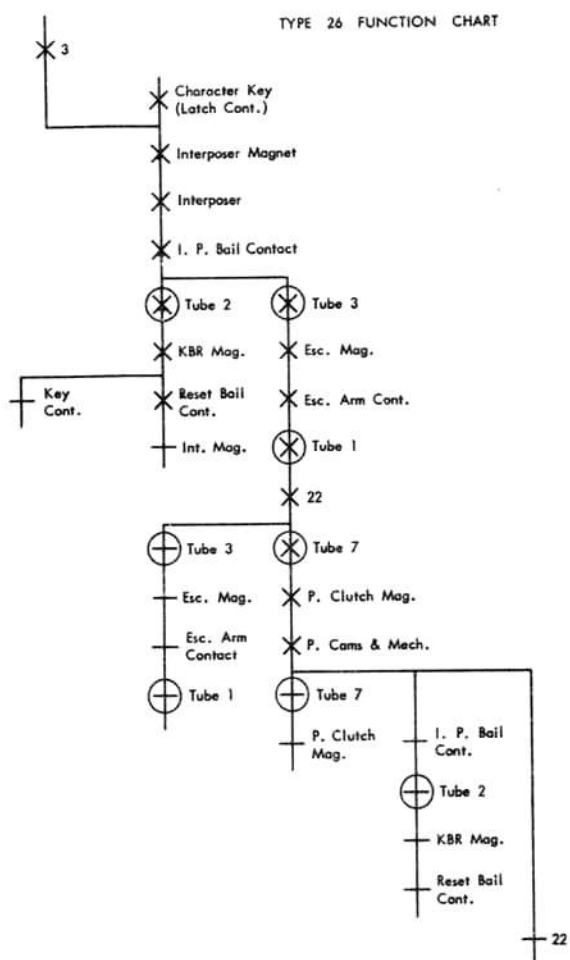 TYPE 26 FUNCTION CHART
3
Character Key
(Latch Cont.)
Interposer Magnet
Interposer
I. P. Bail Contact
Tube 2
Tube 3
KBR Mag.
Esc. Mag.
Key
Cont.
Reset Bail
Cont.
Esc. Arm Cont.
Int. Mag.
Tube 1
22
Tube 3
Tube 7
Esc. Mag.
P. Clutch Mag.
Esc. Arm
Contact
P. Cams & Mech.
Tube 1
Tube 7
P. Clutch
Mag.
I. P. Bail
Cont.
Tube 2
KBR Mag.
Reset Bail
Cont.
22